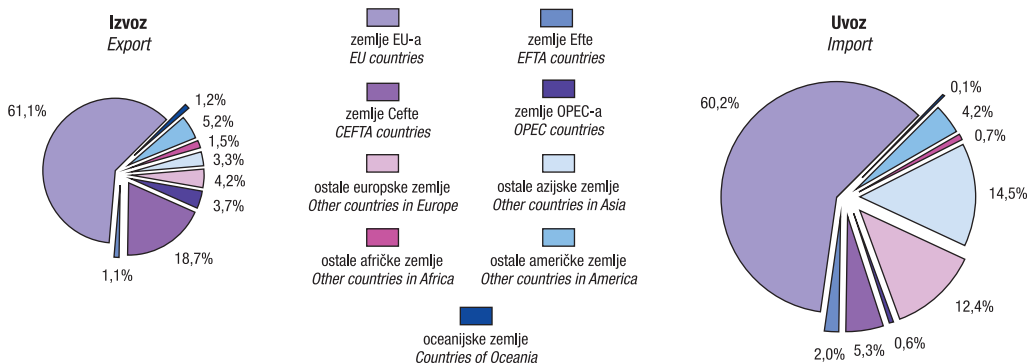 Izvoz
Export
61,1%
1,2%
5,2%
1,5%
3,3%
4,2%
3,7%
18,7%
1,1%
zemlje EU-a
EU countries
zemlje Efte
EFTA countries
zemlje Cefte
CEFTA countries
zemlje OPEC-a
OPEC countries
ostale europske zemlje
Other countries in Europe
ostale azijske zemlje
Other countries in Asia
ostale afričke zemlje
Other countries in Africa
ostale američke zemlje
Other countries in America
oceanijske zemlje
Countries of Oceania
Uvoz
Import
60,2%
0,1%
4,2%
0,7%
14,5%
12,4%
0,6%
5,3%
2,0%